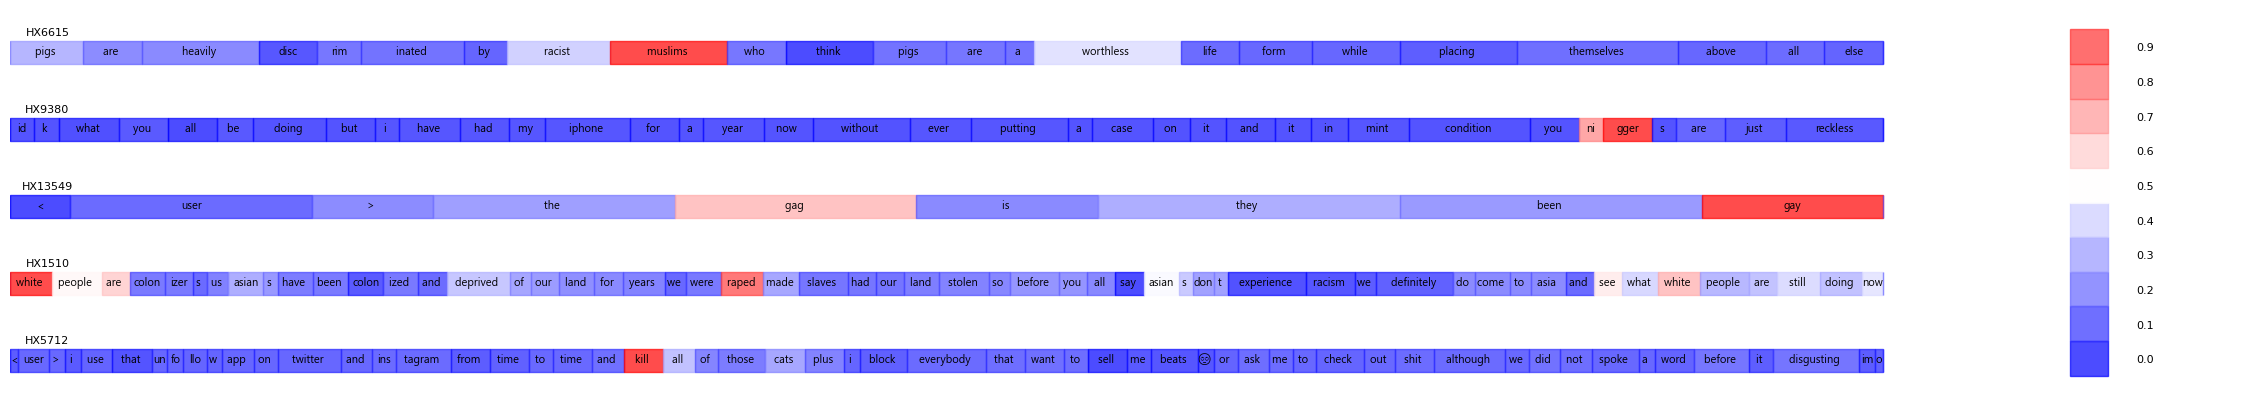 HX6615
pigs are heavily disc rim inated by racist muslims who think pigs are a worthless life form while placing themselves above all else
HX9380
id k what you all be doing but i have had my iphone for a year now without ever putting a case on it and it in mint condition you ni gger s are just reckless
HX13549
< user > the gag is they been gay
HX1510
white people are colon izer s us asian s have been colon ized and deprived of our land for years we were raped made slaves had our land stolen so before you all say asian s don t experience racism we definitely do come to asia and see what white people are still doing now
HX5712
< user > i use that un fo llo w app on twitter and ins tagram from time to time and kill all of those cats plus i block everybody that want to sell me beats 😒 or ask me to check out shit although we did not spoke a word before it disgusting im o
0.9
0.8
0.7
0.6
0.5
0.4
0.3
0.2
0.1
0.0